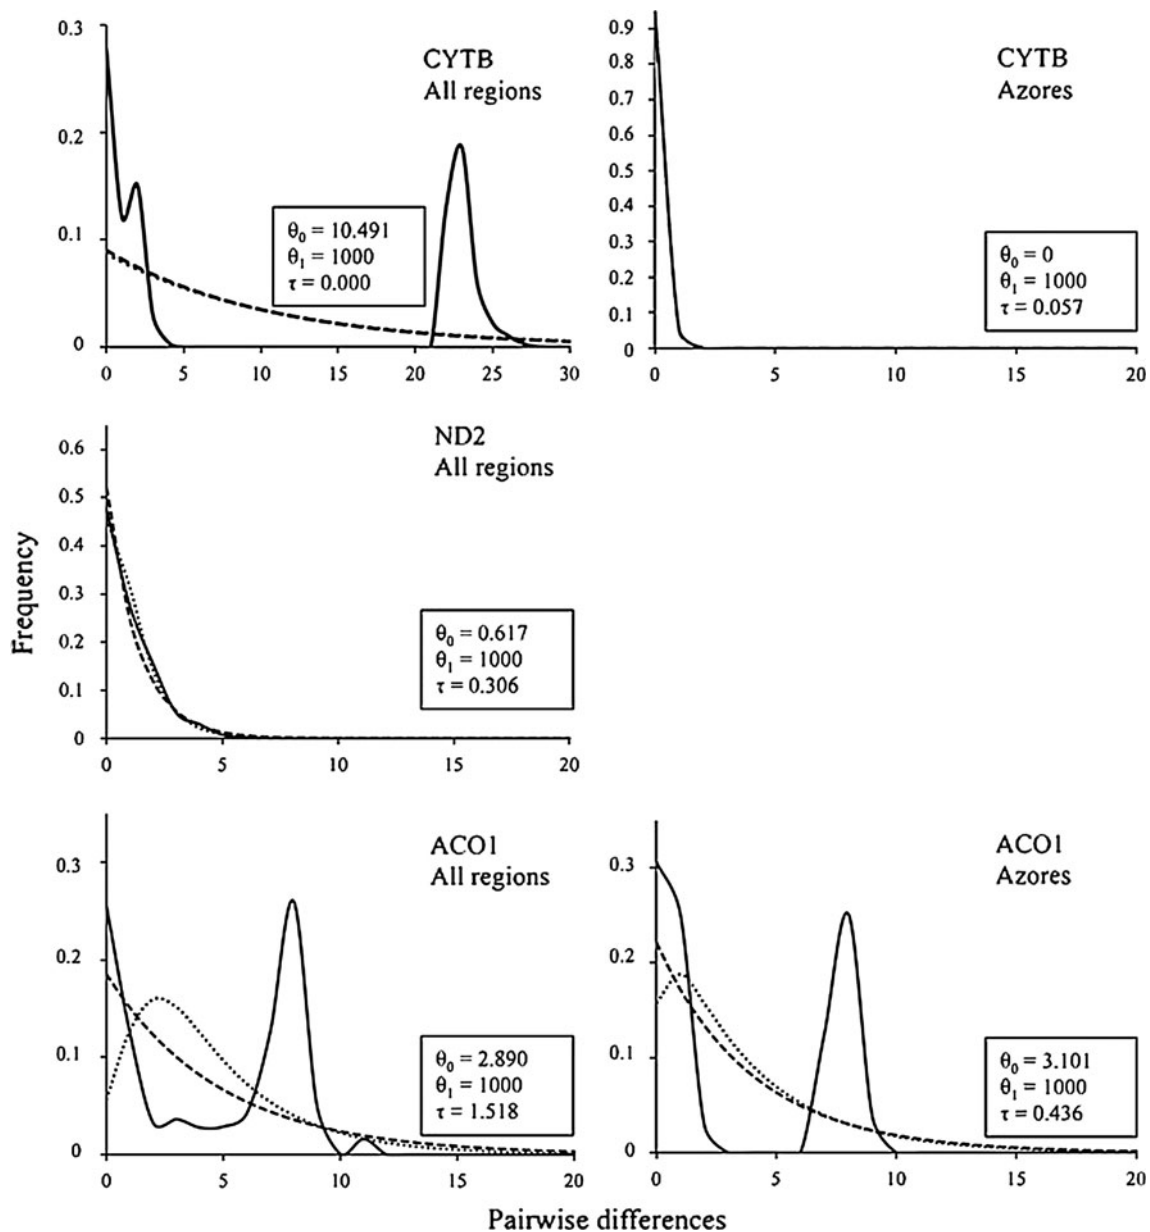 CYTB
All regions
0.3
0.2
0.1
0
θ0 = 10.491
θ1 = 1000
τ = 0.000
0 5 10 15 20 25 30
CYTB
Azores
0.9
0.8
0.7
0.6
0.5
0.4
0.3
0.2
0.1
0
θ0 = 0
θ1 = 1000
τ = 0.057
0 5 10 15 20
Frequency
ND2
All regions
0.6
0.5
0.4
0.3
0.2
0.1
0
θ0 = 0.617
θ1 = 1000
τ = 0.306
0 5 10 15 20
ACO1
All regions
0.3
0.2
0.1
0
θ0 = 2.890
θ1 = 1000
τ = 1.518
0 5 10 15 20
ACO1
Azores
0.3
0.2
0.1
0
θ0 = 3.101
θ1 = 1000
τ = 0.436
0 5 10 15 20
Pairwise differences